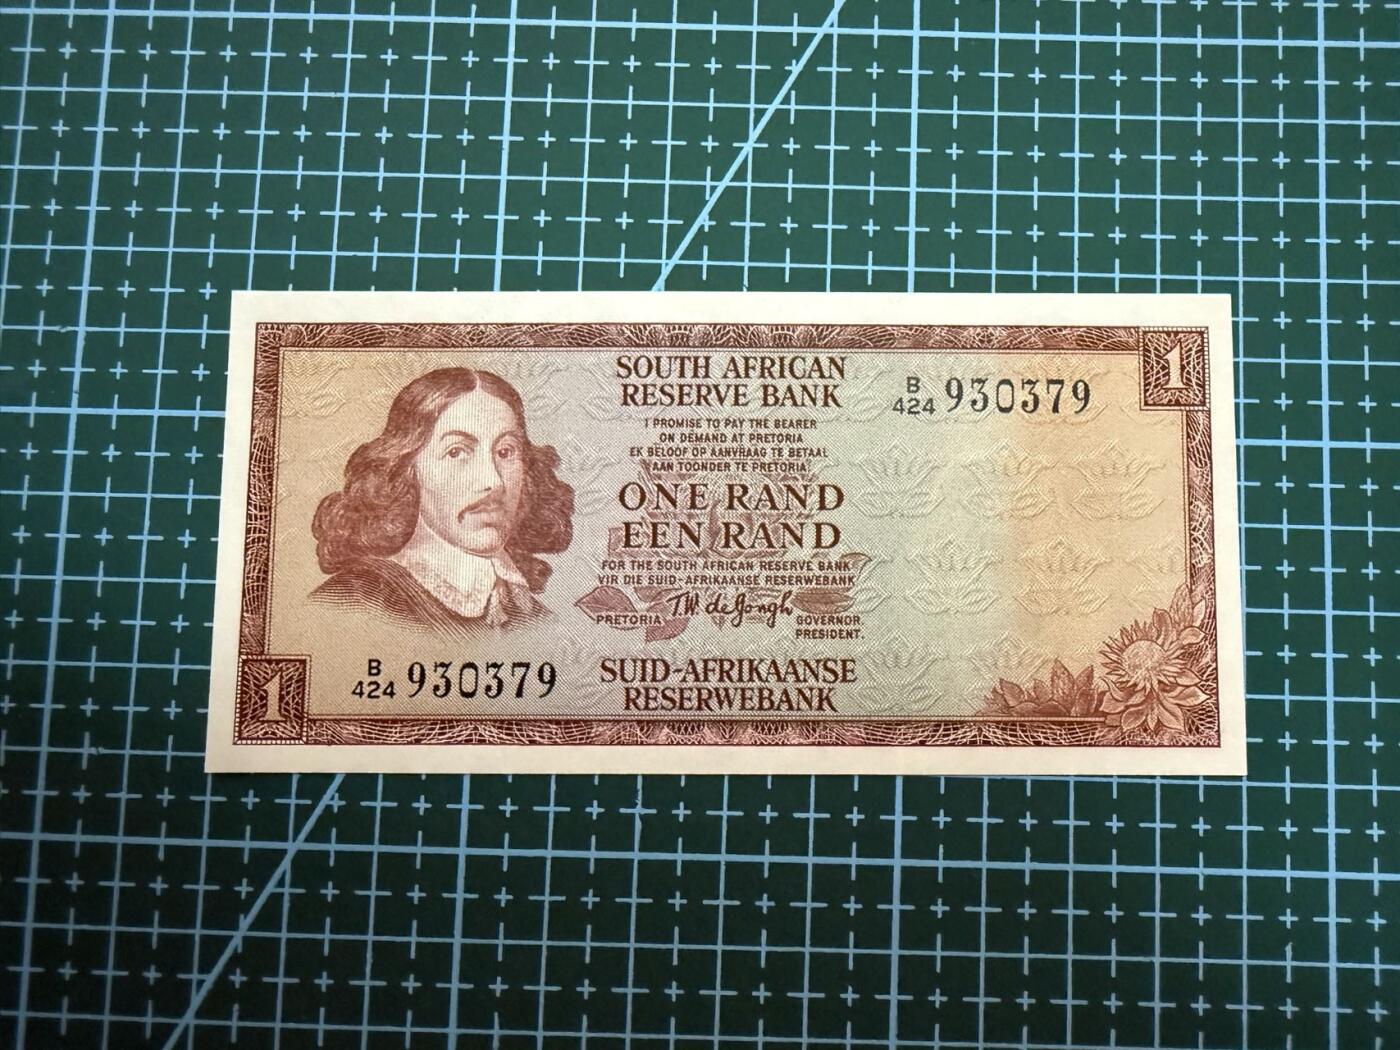 SOUTH AFRICAN
RESERVE BANK
B
424 930379
1
I PROMISE TO PAY THE BEARER
ON DEMAND AT PRETORIA
EK BELOOF OP AANVRAAG TE BETAAL
AAN TOONDER TE PRETORIA
ONE RAND
EEN RAND
FOR THE SOUTH AFRICAN RESERVE BANK
VIR DIE SUID-AFRIKAANSE RESERWEBANK
T.W. de Jongh
PRETORIA
GOVERNOR.
PRESIDENT.
B
424 930379
1
SUID-AFRIKAANSE
RESERWEBANK